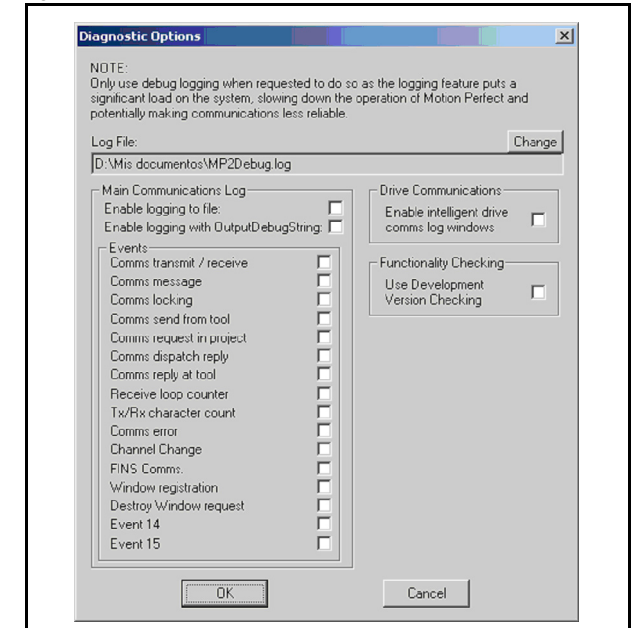 Diagnostic Options
NOTE:
Only use debug logging when requested to do so as the logging feature puts a
significant load on the system, slowing down the operation of Motion Perfect and
potentially making communications less reliable.
Log File:
Change
D:\Mis documentos\MP2Debug.log
Main Communications Log
Enable logging to file:
Enable logging with OutputDebugString:
Events
Comms transmit / receive
Comms message
Comms locking
Comms send from tool
Comms request in project
Comms dispatch reply
Comms reply at tool
Receive loop counter
Tx/Rx character count
Comms error
Channel Change
FINS Comms.
Window registration
Destroy Window request
Event 14
Event 15
Drive Communications
Enable intelligent drive
comms log windows
Functionality Checking
Use Development
Version Checking
OK
Cancel